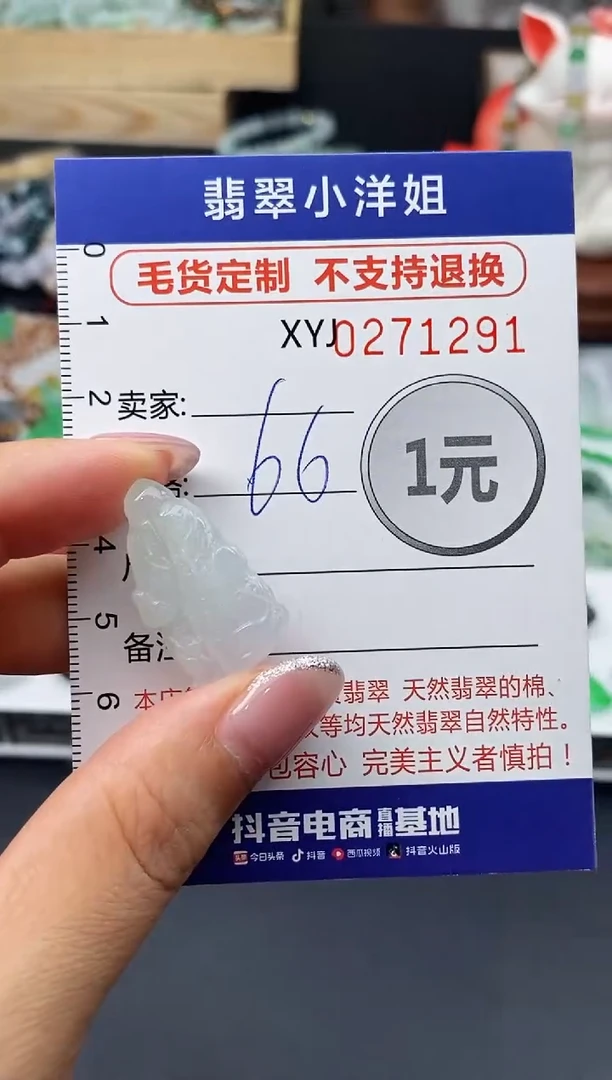 翡翠小洋姐
毛货定制 不支持退换
XYJ0271291
0
1
2
卖家:
66
1元
4
5
备注
6
翡翠 天然翡翠的棉、
等均天然翡翠自然特性。
包容心 完美主义者慎拍！
抖音电商直播基地
头条 今日头条 抖音 西瓜视频 抖音火山版